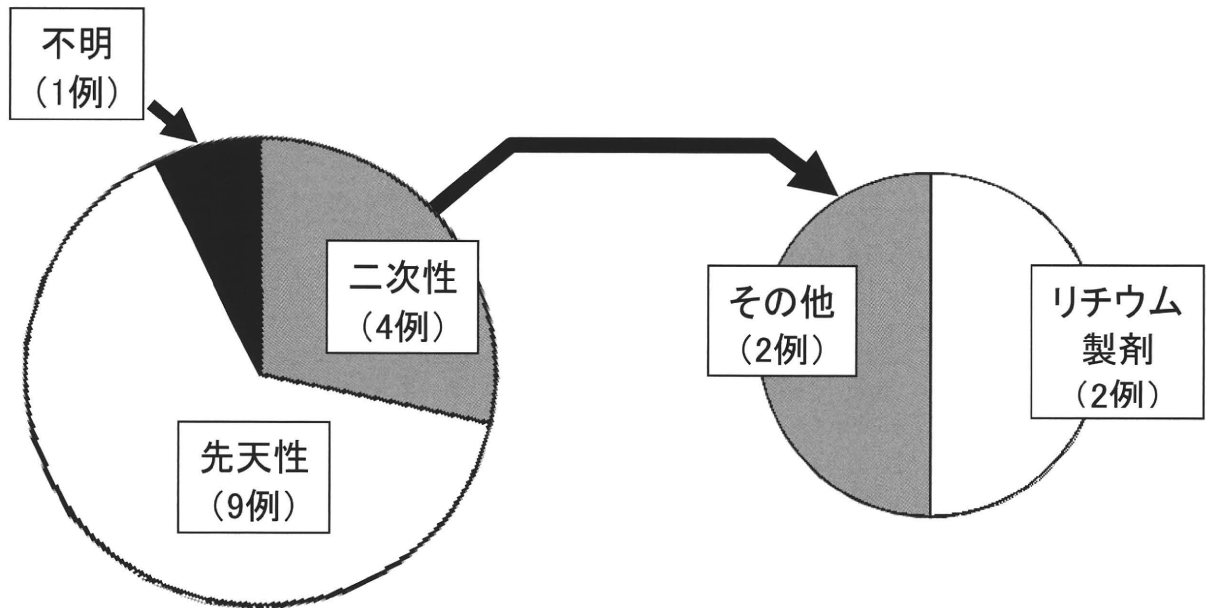 不明
（1例）
二次性
（4例）
先天性
（9例）
その他
（2例）
リチウム
製剤
（2例）